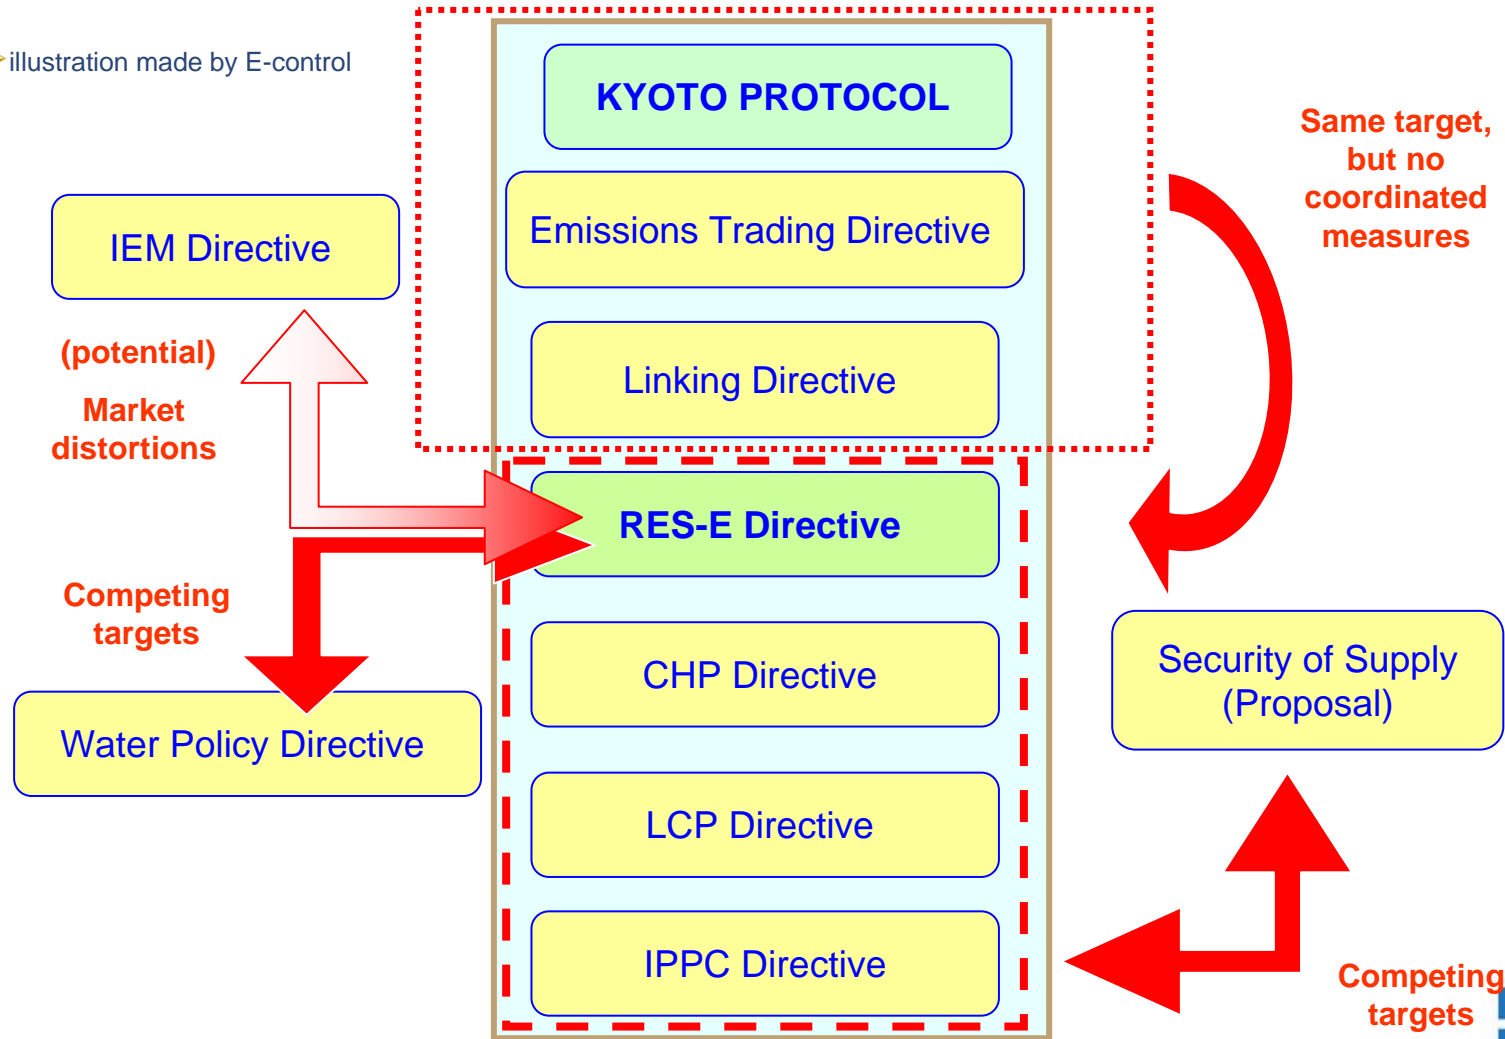 illustration made by E-control
KYOTO PROTOCOL
Same target,
but no
coordinated
measures
Emissions Trading Directive
IEM Directive
(potential)
Market
distortions
Linking Directive
RES-E Directive
Competing
targets
CHP Directive
Security of Supply
(Proposal)
Water Policy Directive
LCP Directive
IPPC Directive
Competing
targets